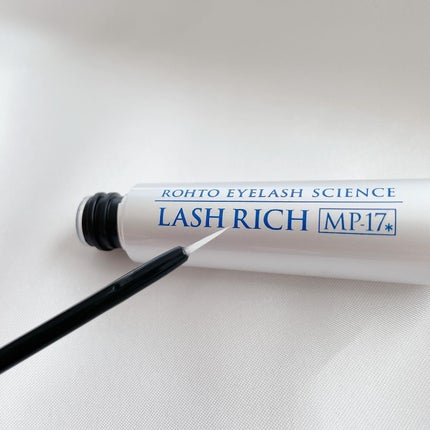 ROHTO EYELASH SCIENCE
LASH RICH MP-17*